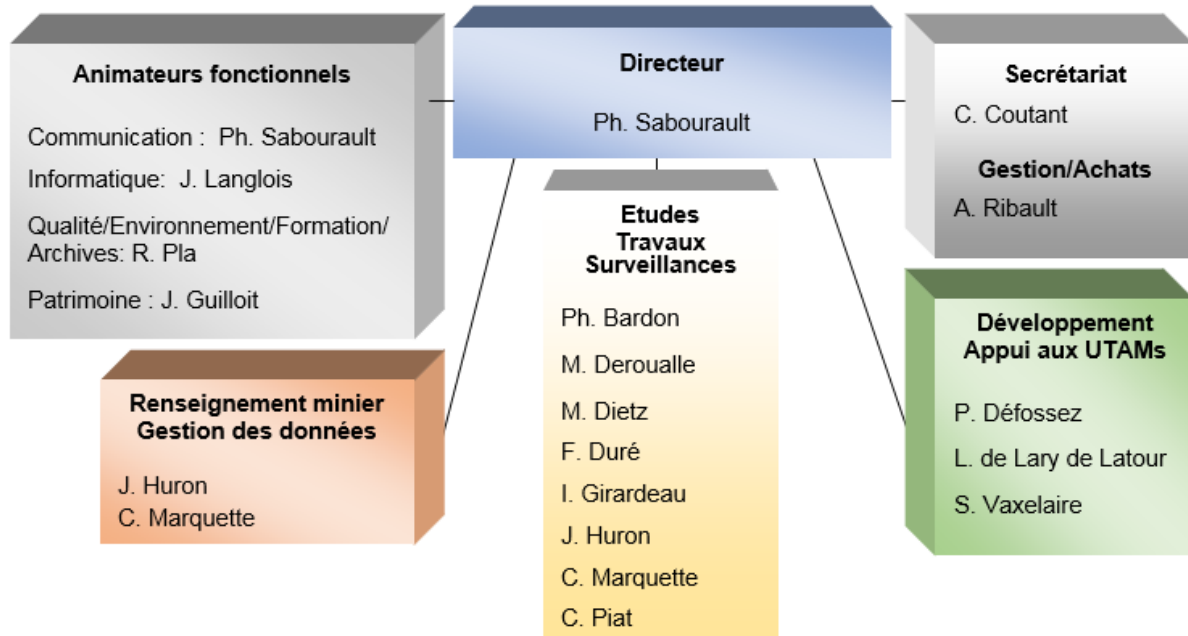 Animateurs fonctionnels
Communication :  Ph. Sabourault
Informatique:  J. Langlois
Qualité/Environnement/Formation/
Archives: R. Pla
Patrimoine : J. Guilloit
Directeur
Ph. Sabourault
Secrétariat
C. Coutant
Gestion/Achats
A. Ribault
Renseignement minier
Gestion des données
J. Huron
C. Marquette
Etudes
Travaux
Surveillances
Ph. Bardon
M. Deroualle
M. Dietz
F. Duré
I. Girardeau
J. Huron
C. Marquette
C. Piat
Développement
Appui aux UTAMs
P. Défossez
L. de Lary de Latour
S. Vaxelaire